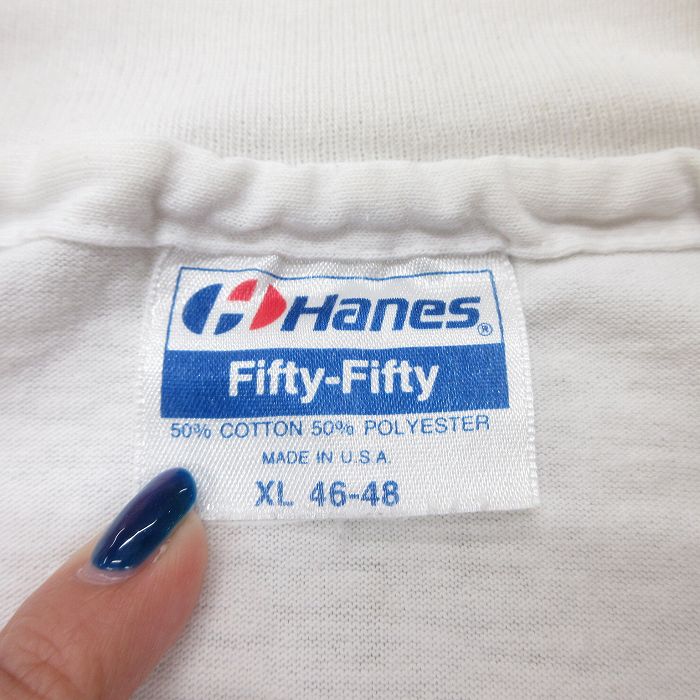 Hanes®
Fifty-Fifty
50% COTTON 50% POLYESTER
MADE IN U.S.A.
XL 46-48